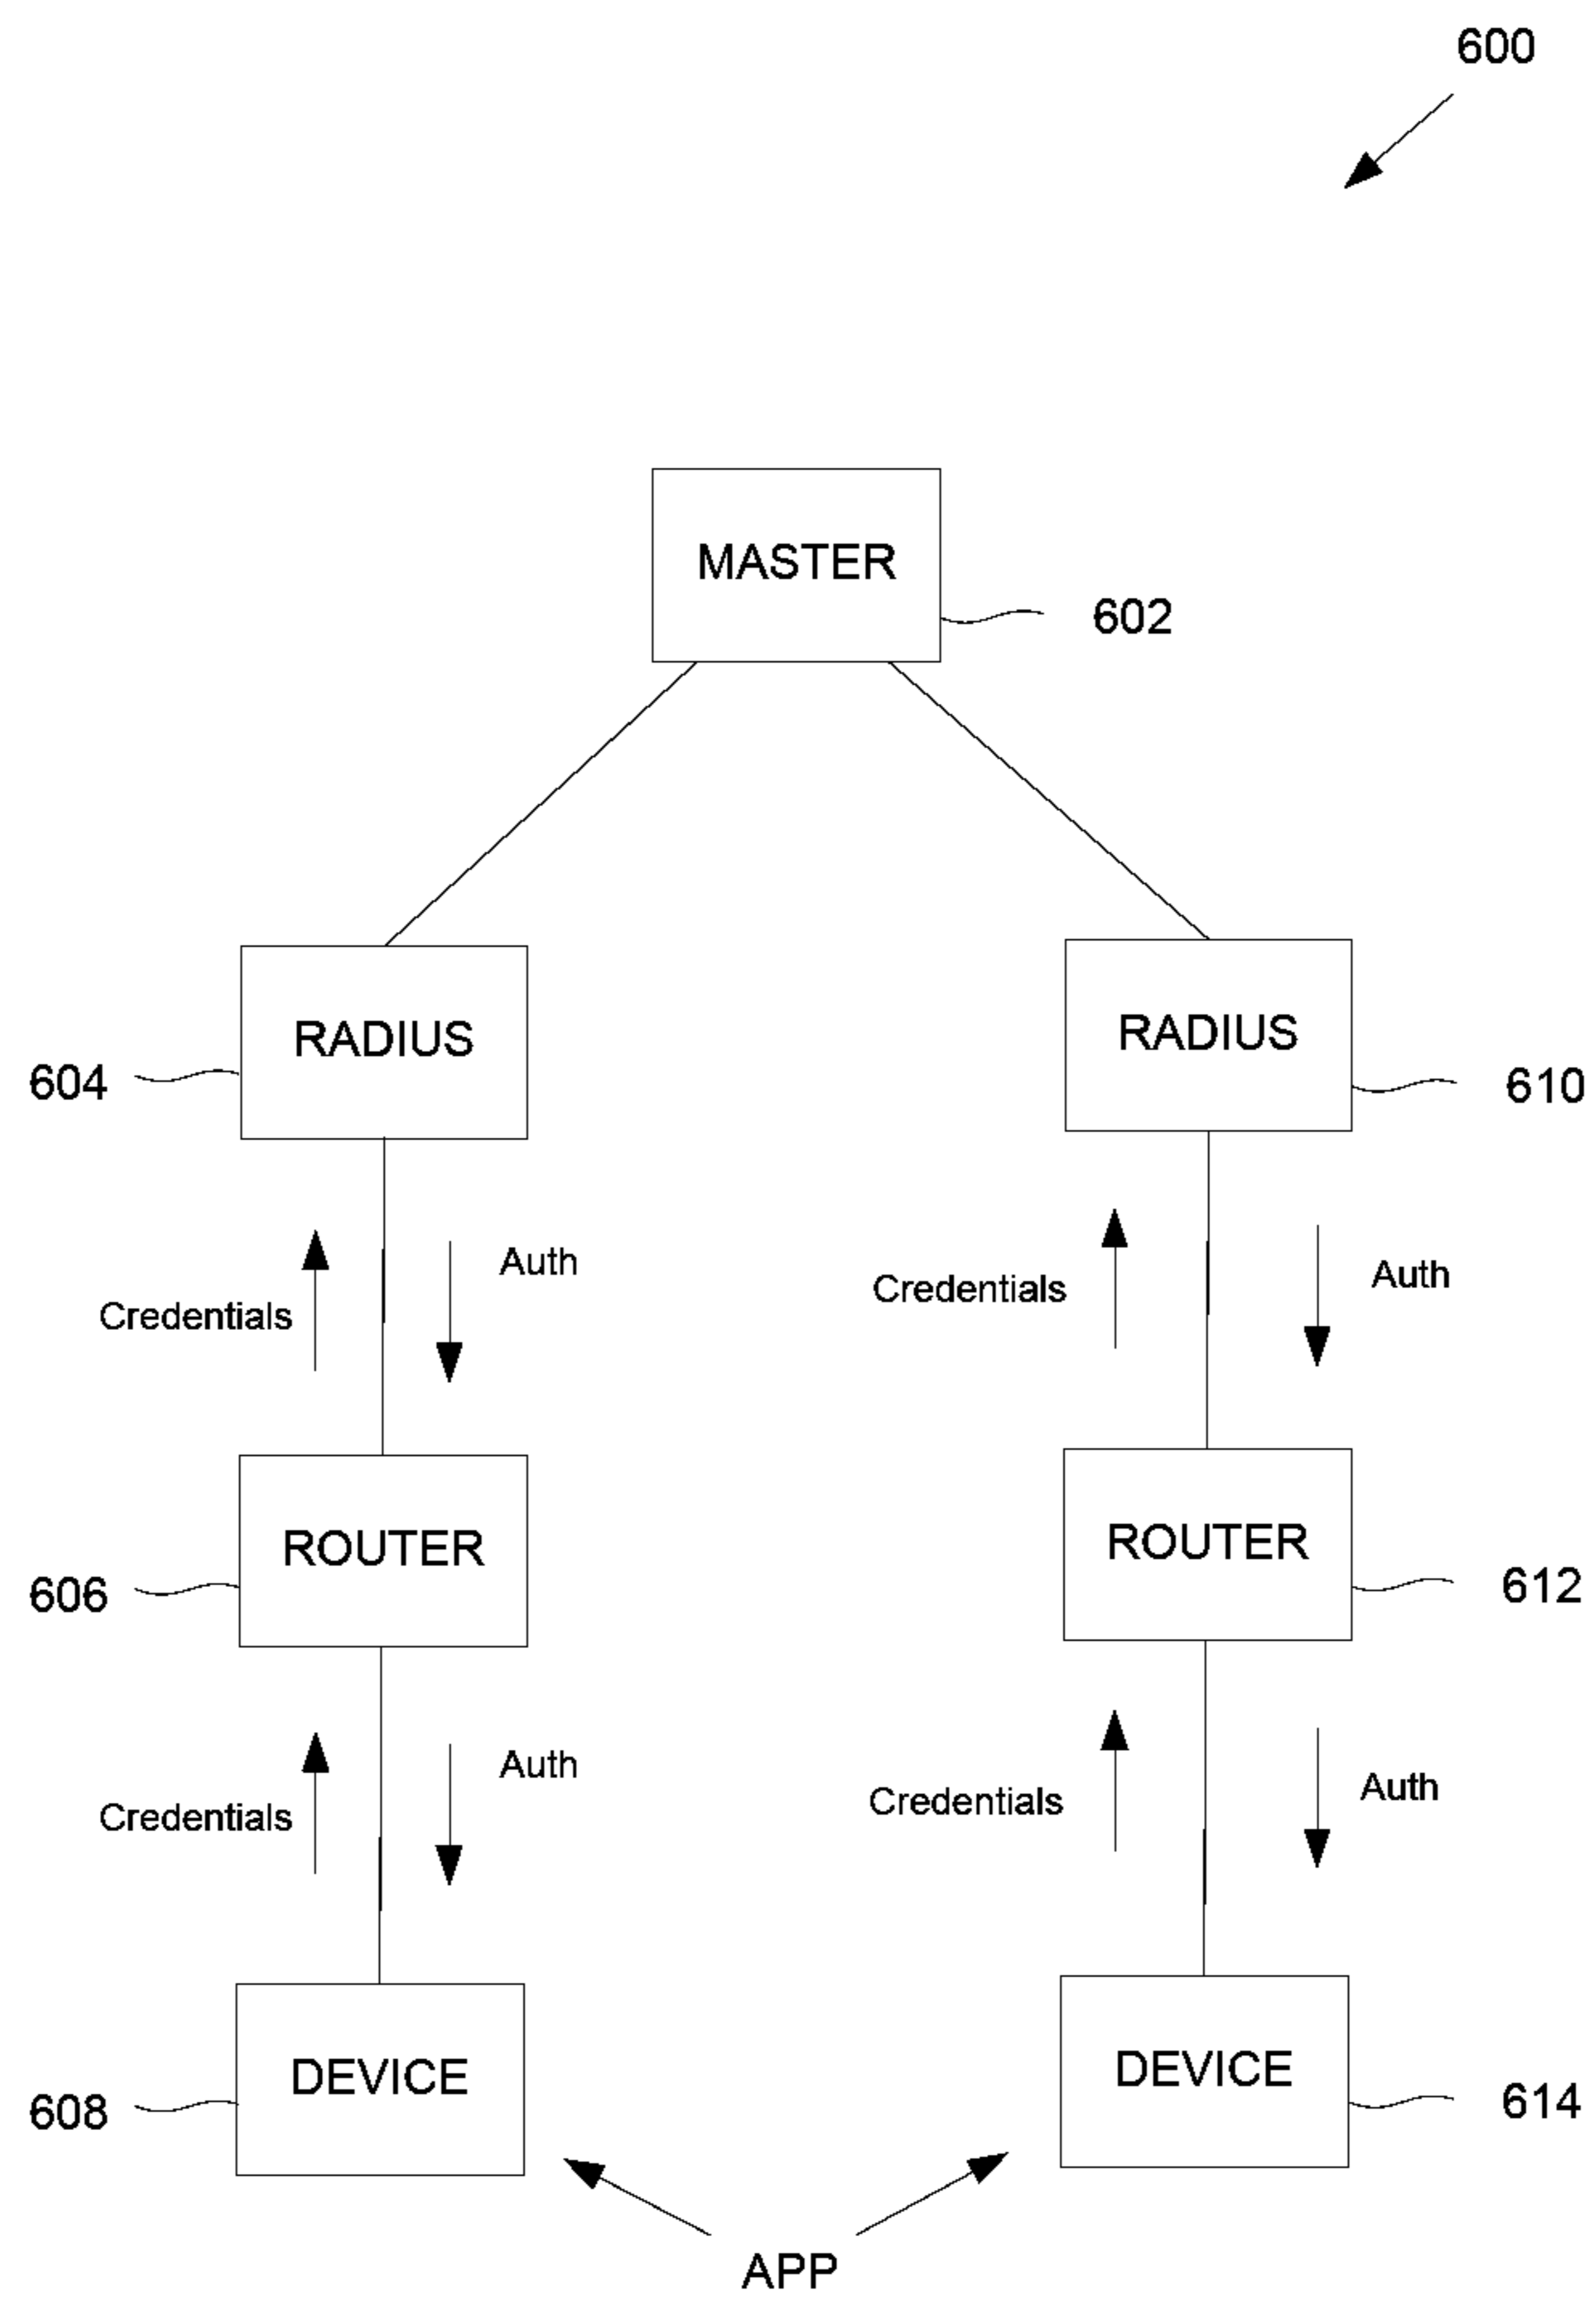 600
MASTER
602
RADIUS
RADIUS
604
610
Auth
Credentials
Credentials
Auth
ROUTER
ROUTER
606
612
Auth
Credentials
Credentials
Auth
DEVICE
DEVICE
608
614
APP